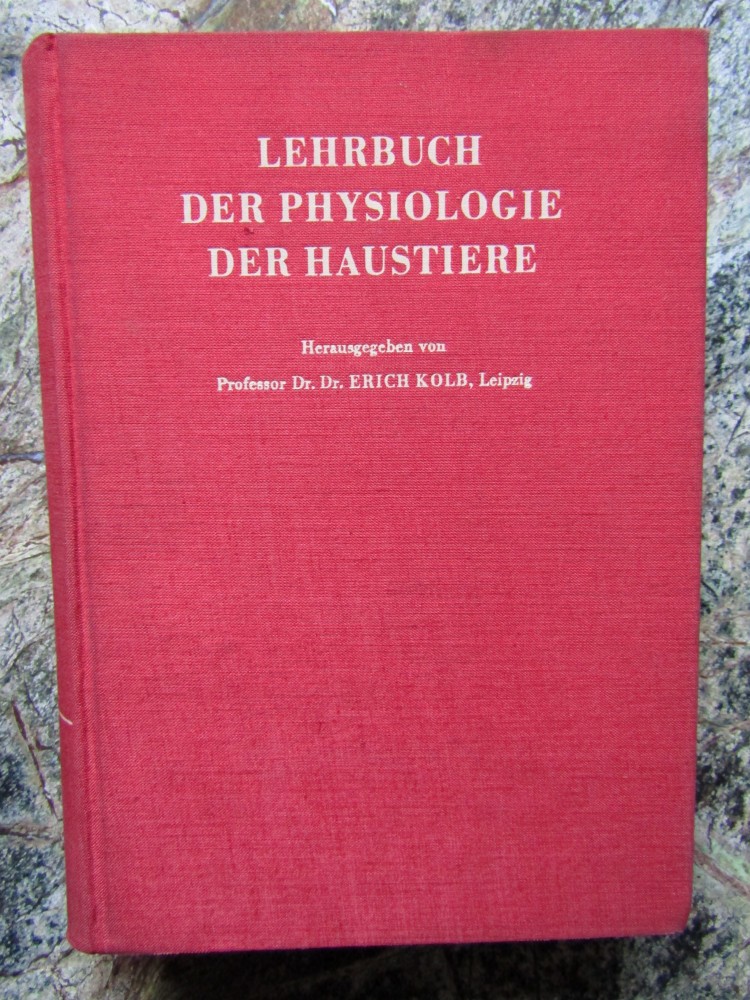 LEHRBUCH
DER PHYSIOLOGIE
DER HAUSTIERE
Herausgegeben von
Professor Dr. Dr. ERICH KOLB, Leipzig